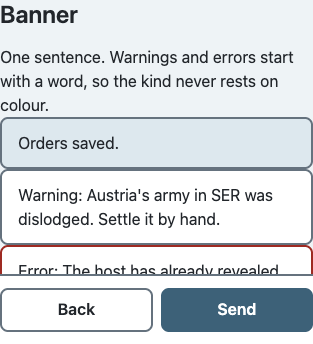 Banner
One sentence. Warnings and errors start
with a word, so the kind never rests on
colour.
Orders saved.
Warning: Austria's army in SER was
dislodged. Settle it by hand.
Error: The host has already revealed
Back
Send